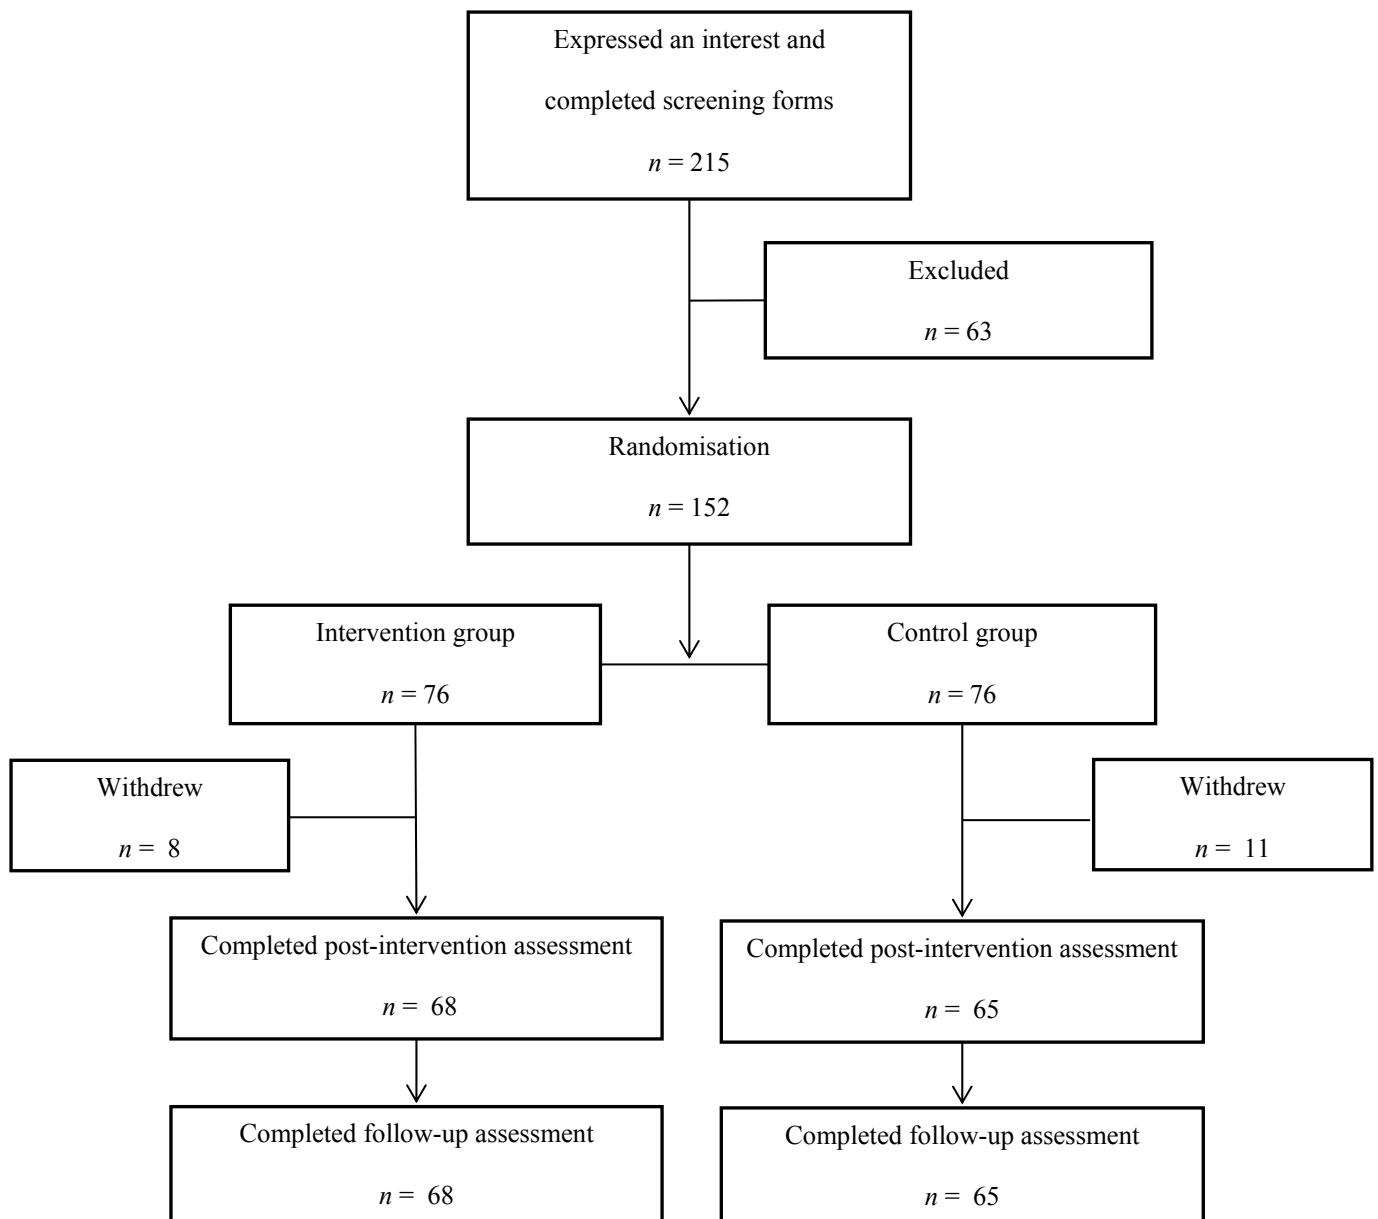 Expressed an interest and
completed screening forms
n = 215
Excluded
n = 63
Randomisation
n = 152
Intervention group
n = 76
Control group
n = 76
Withdrew
n = 8
Withdrew
n = 11
Completed post-intervention assessment
n = 68
Completed post-intervention assessment
n = 65
Completed follow-up assessment
n = 68
Completed follow-up assessment
n = 65